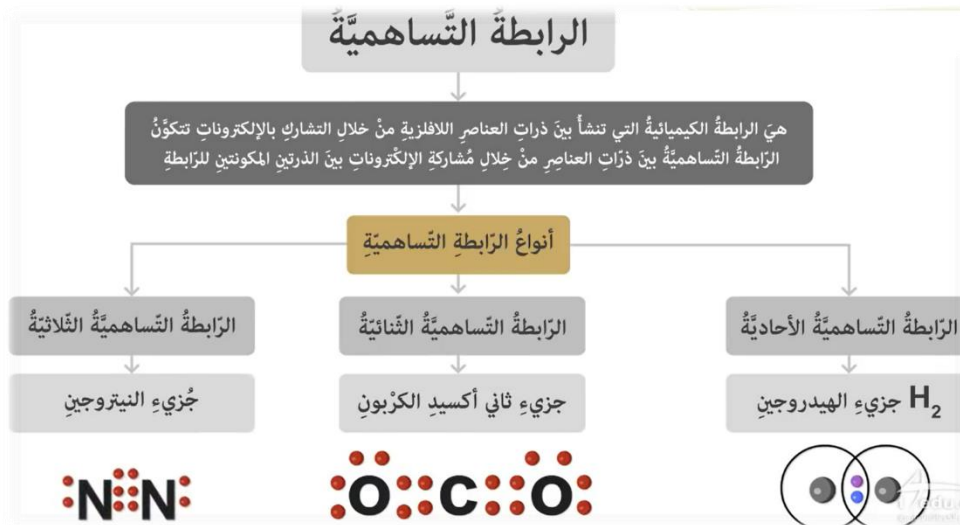 الرابطةُ التَّساهميَّةُ
هيَ الرابطةُ الكيميائيةُ التي تنشأُ بينَ ذراتِ العناصرِ اللافلزيةِ منْ خلالِ التشاركِ بالإلكتروناتِ تتكوَّنُ
الرّابطةُ التّساهميَّةُ بينَ ذرّاتِ العناصِرِ منْ خِلالِ مُشاركةِ الإلكْتروناتِ بينَ الذرتينِ المكونتينِ للرّابطةِ
أنواعُ الرّابطةِ التّساهميّةِ
الرّابطةُ التّساهميَّةُ الأحاديَّةُ
الرّابطةُ التّساهميَّةُ الثّنائيّةُ
الرّابطةُ التّساهميَّةُ الثّلاثيّةُ
H₂ جزيءِ الهيدروجينِ
جزيءِ ثاني أكسيدِ الكرْبونِ
جُزيءِ النيتروجينِ
O C O
N N